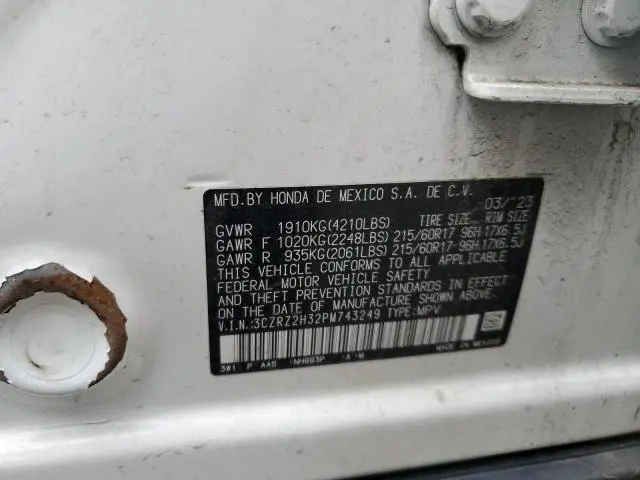 MFD.BY HONDA DE MEXICO S.A. DE C.V. 03/23
GVWR 1910KG(4210LBS) TIRE SIZE RIM SIZE
GAWR F 1020KG(2248LBS) 215/60R17 96H 17X6.5J
GAWR R 935KG(2061LBS) 215/60R17 96H 17X6.5J
THIS VEHICLE CONFORMS TO ALL APPLICABLE
FEDERAL MOTOR VEHICLE SAFETY
AND THEFT PREVENTION STANDARDS IN EFFECT
ON THE DATE OF MANUFACTURE SHOWN ABOVE.
V.I.N.:3CZRZ2H32PM743249 TYPE:MPV
3W1 P AAB NH883P A-M MADE IN MEXICO